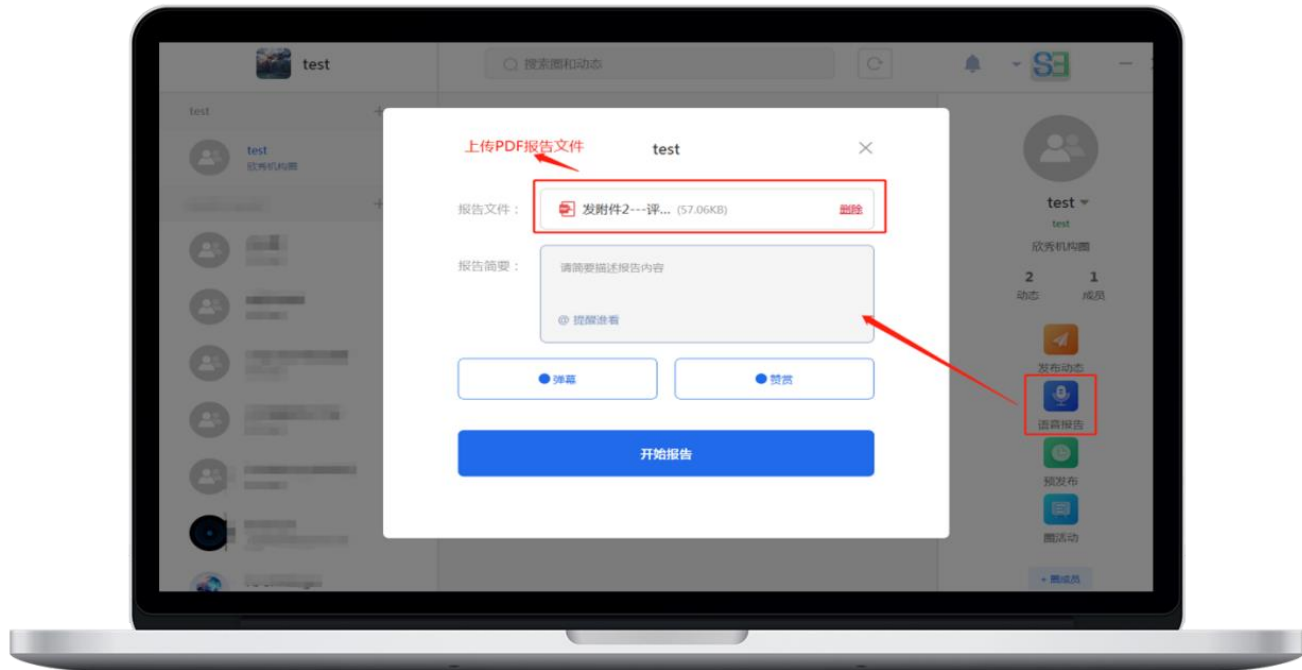 test
搜索圈和动态
SE
test
+
test
欣秀机构圈
+
上传PDF报告文件
test
报告文件：
发附件2---评... (57.06KB)
删除
报告简要：
请简要描述报告内容
@ 提醒谁看
弹幕
赞赏
开始报告
test
test
欣秀机构圈
2 1
动态 成员
发布动态
语音报告
预发布
圈活动
+ 圈成员